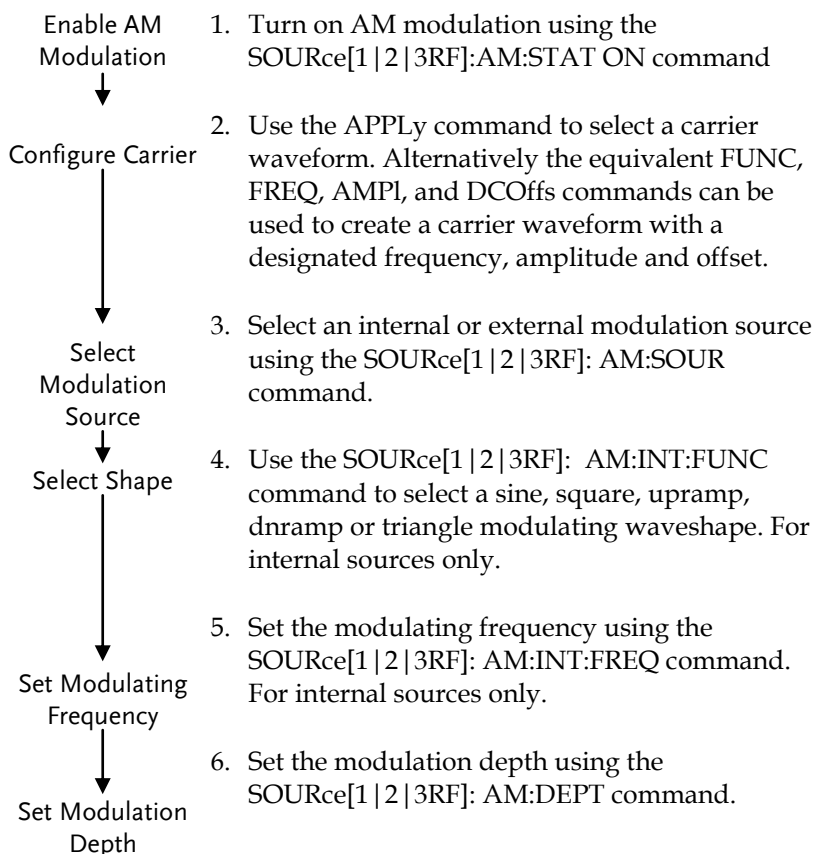 Enable AM
Modulation
1. Turn on AM modulation using the
SOURce[1|2|3RF]:AM:STAT ON command
Configure Carrier
2. Use the APPLy command to select a carrier
waveform. Alternatively the equivalent FUNC,
FREQ, AMPl, and DCOffs commands can be
used to create a carrier waveform with a
designated frequency, amplitude and offset.
Select
Modulation
Source
3. Select an internal or external modulation source
using the SOURce[1|2|3RF]: AM:SOUR
command.
Select Shape
4. Use the SOURce[1|2|3RF]: AM:INT:FUNC
command to select a sine, square, upramp,
dnramp or triangle modulating waveshape. For
internal sources only.
Set Modulating
Frequency
5. Set the modulating frequency using the
SOURce[1|2|3RF]: AM:INT:FREQ command.
For internal sources only.
Set Modulation
Depth
6. Set the modulation depth using the
SOURce[1|2|3RF]: AM:DEPT command.